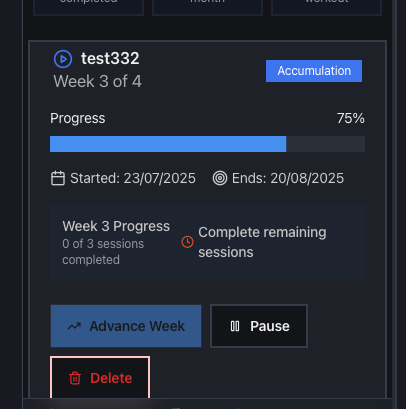 completed
month
workout
test332
Week 3 of 4
Accumulation
Progress
75%
Started: 23/07/2025
Ends: 20/08/2025
Week 3 Progress
0 of 3 sessions
completed
Complete remaining
sessions
Advance Week
Pause
Delete